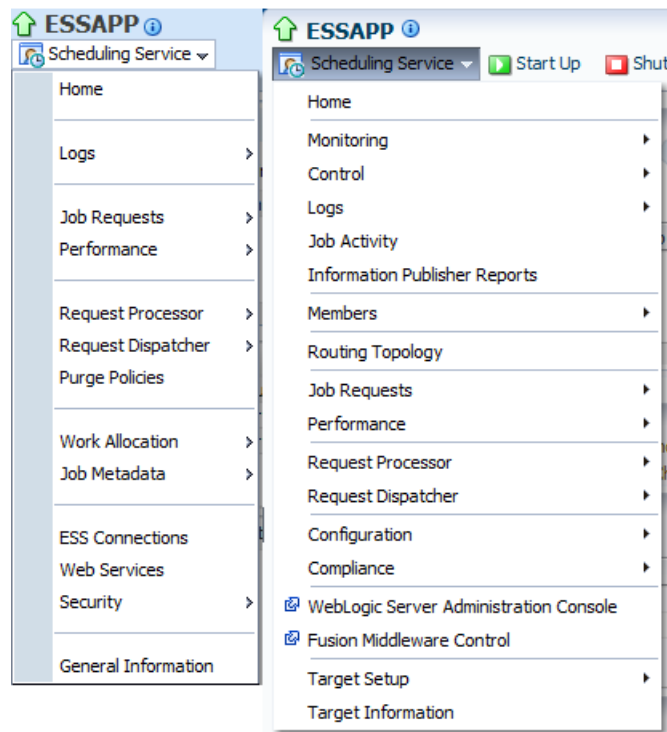 ESSAPP
Scheduling Service
Home
Logs
Job Requests
Performance
Request Processor
Request Dispatcher
Purge Policies
Work Allocation
Job Metadata
ESS Connections
Web Services
Security
General Information
ESSAPP
Scheduling Service Start Up Shut
Home
Monitoring
Control
Logs
Job Activity
Information Publisher Reports
Members
Routing Topology
Job Requests
Performance
Request Processor
Request Dispatcher
Configuration
Compliance
WebLogic Server Administration Console
Fusion Middleware Control
Target Setup
Target Information